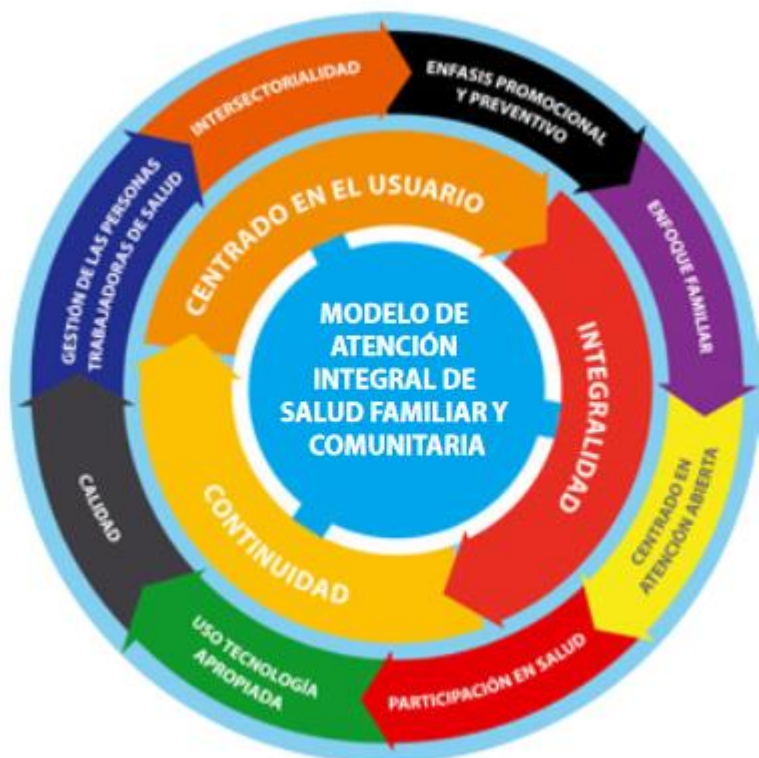 MODELO DE
ATENCIÓN
INTEGRAL DE
SALUD FAMILIAR Y
COMUNITARIA
CENTRADO EN EL USUARIO
INTEGRALIDAD
CONTINUIDAD
INTERSECTORIALIDAD
ENFASIS PROMOCIONAL
Y PREVENTIVO
ENFOQUE FAMILIAR
CENTRADO EN
ATENCIÓN ABIERTA
PARTICIPACIÓN EN SALUD
USO TECNOLOGÍA
APROPIADA
CALIDAD
GESTIÓN DE LAS PERSONAS
TRABAJADORAS DE SALUD